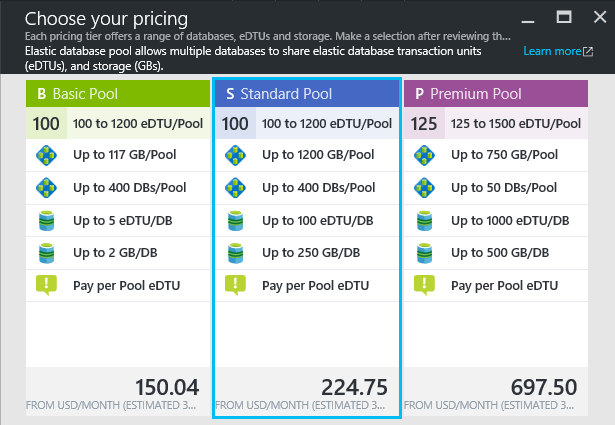 Choose your pricing
Each pricing tier offers a range of databases, eDTUs and storage. Make a selection after reviewing th...
Elastic database pool allows multiple databases to share elastic database transaction units
(eDTUs), and storage (GBs).
Learn more
B Basic Pool
100 100 to 1200 eDTU/Pool
Up to 117 GB/Pool
Up to 400 DBs/Pool
Up to 5 eDTU/DB
Up to 2 GB/DB
Pay per Pool eDTU
150.04
FROM USD/MONTH (ESTIMATED 3...
S Standard Pool
100 100 to 1200 eDTU/Pool
Up to 1200 GB/Pool
Up to 400 DBs/Pool
Up to 100 eDTU/DB
Up to 250 GB/DB
Pay per Pool eDTU
224.75
FROM USD/MONTH (ESTIMATED 3...
P Premium Pool
125 125 to 1500 eDTU/Pool
Up to 750 GB/Pool
Up to 50 DBs/Pool
Up to 1000 eDTU/DB
Up to 500 GB/DB
Pay per Pool eDTU
697.50
FROM USD/MONTH (ESTIMATED 3...